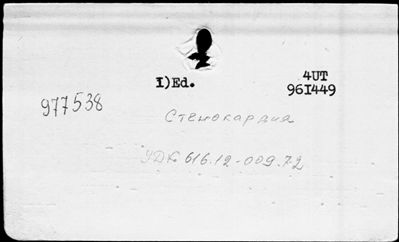 I)Ed.
4UT
961449
977538
Стенокардия
УДК 616.12-009.72